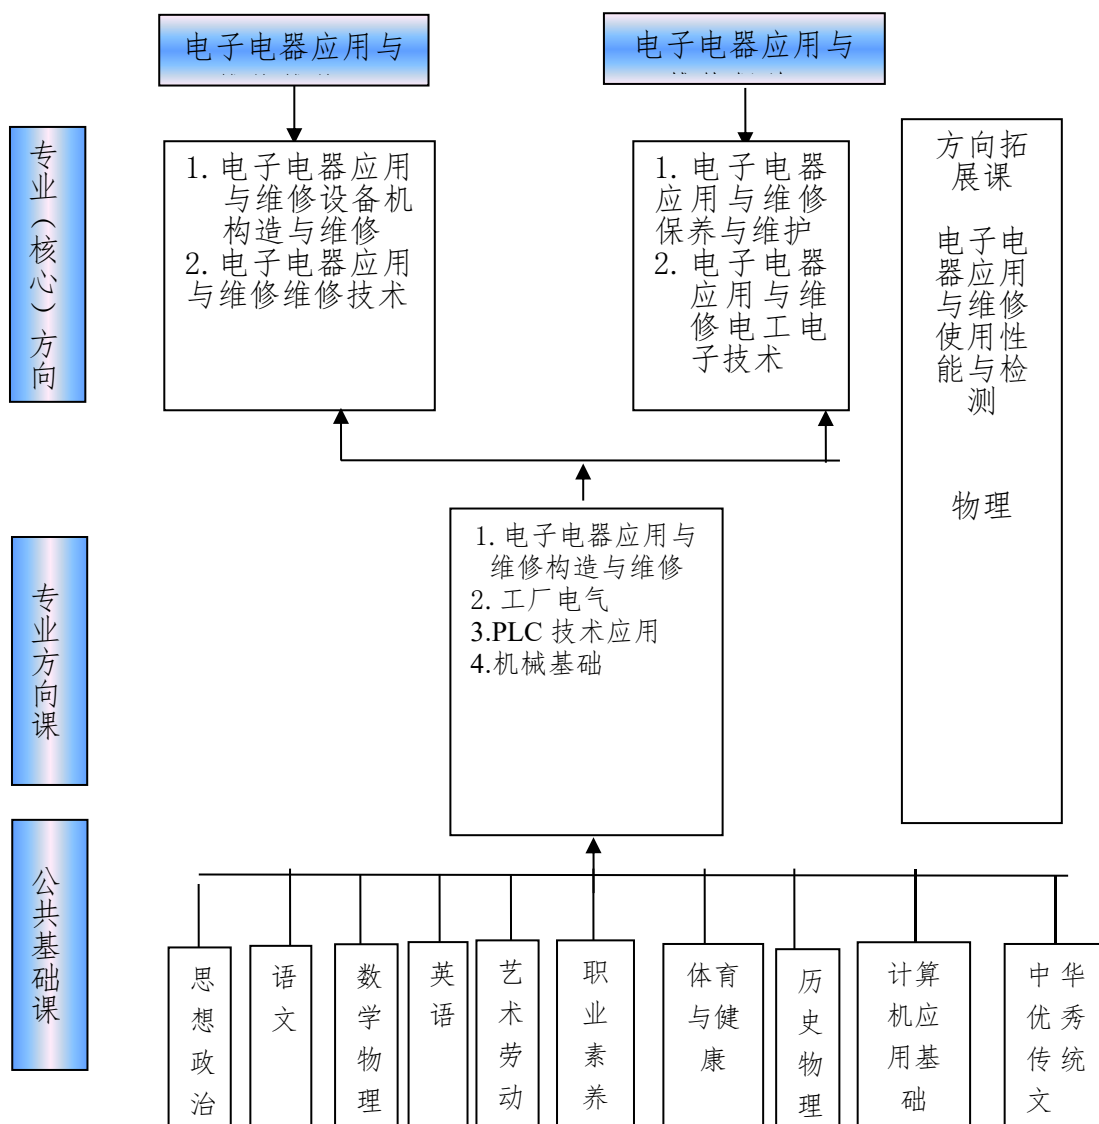 电子电器应用与
电子电器应用与
专业（核心）方向
1. 电子电器应用
与维修设备机
构造与维修
2. 电子电器应用
与维修维修技术
1. 电子电器
应用与维修
保养与维护
2. 电子电器
应用与维
修电工电
子技术
方向拓
展课
电子电
器应用
与维修
使用性
能与检
测
物理
专业方向课
1. 电子电器应用与
维修构造与维修
2. 工厂电气
3.PLC 技术应用
4.机械基础
公共基础课
思想政治
语文
数学物理
英语
艺术劳动
职业素养
体育
与健
康
历史物理
计算
机应
用基
础
中华
优秀
传统
文